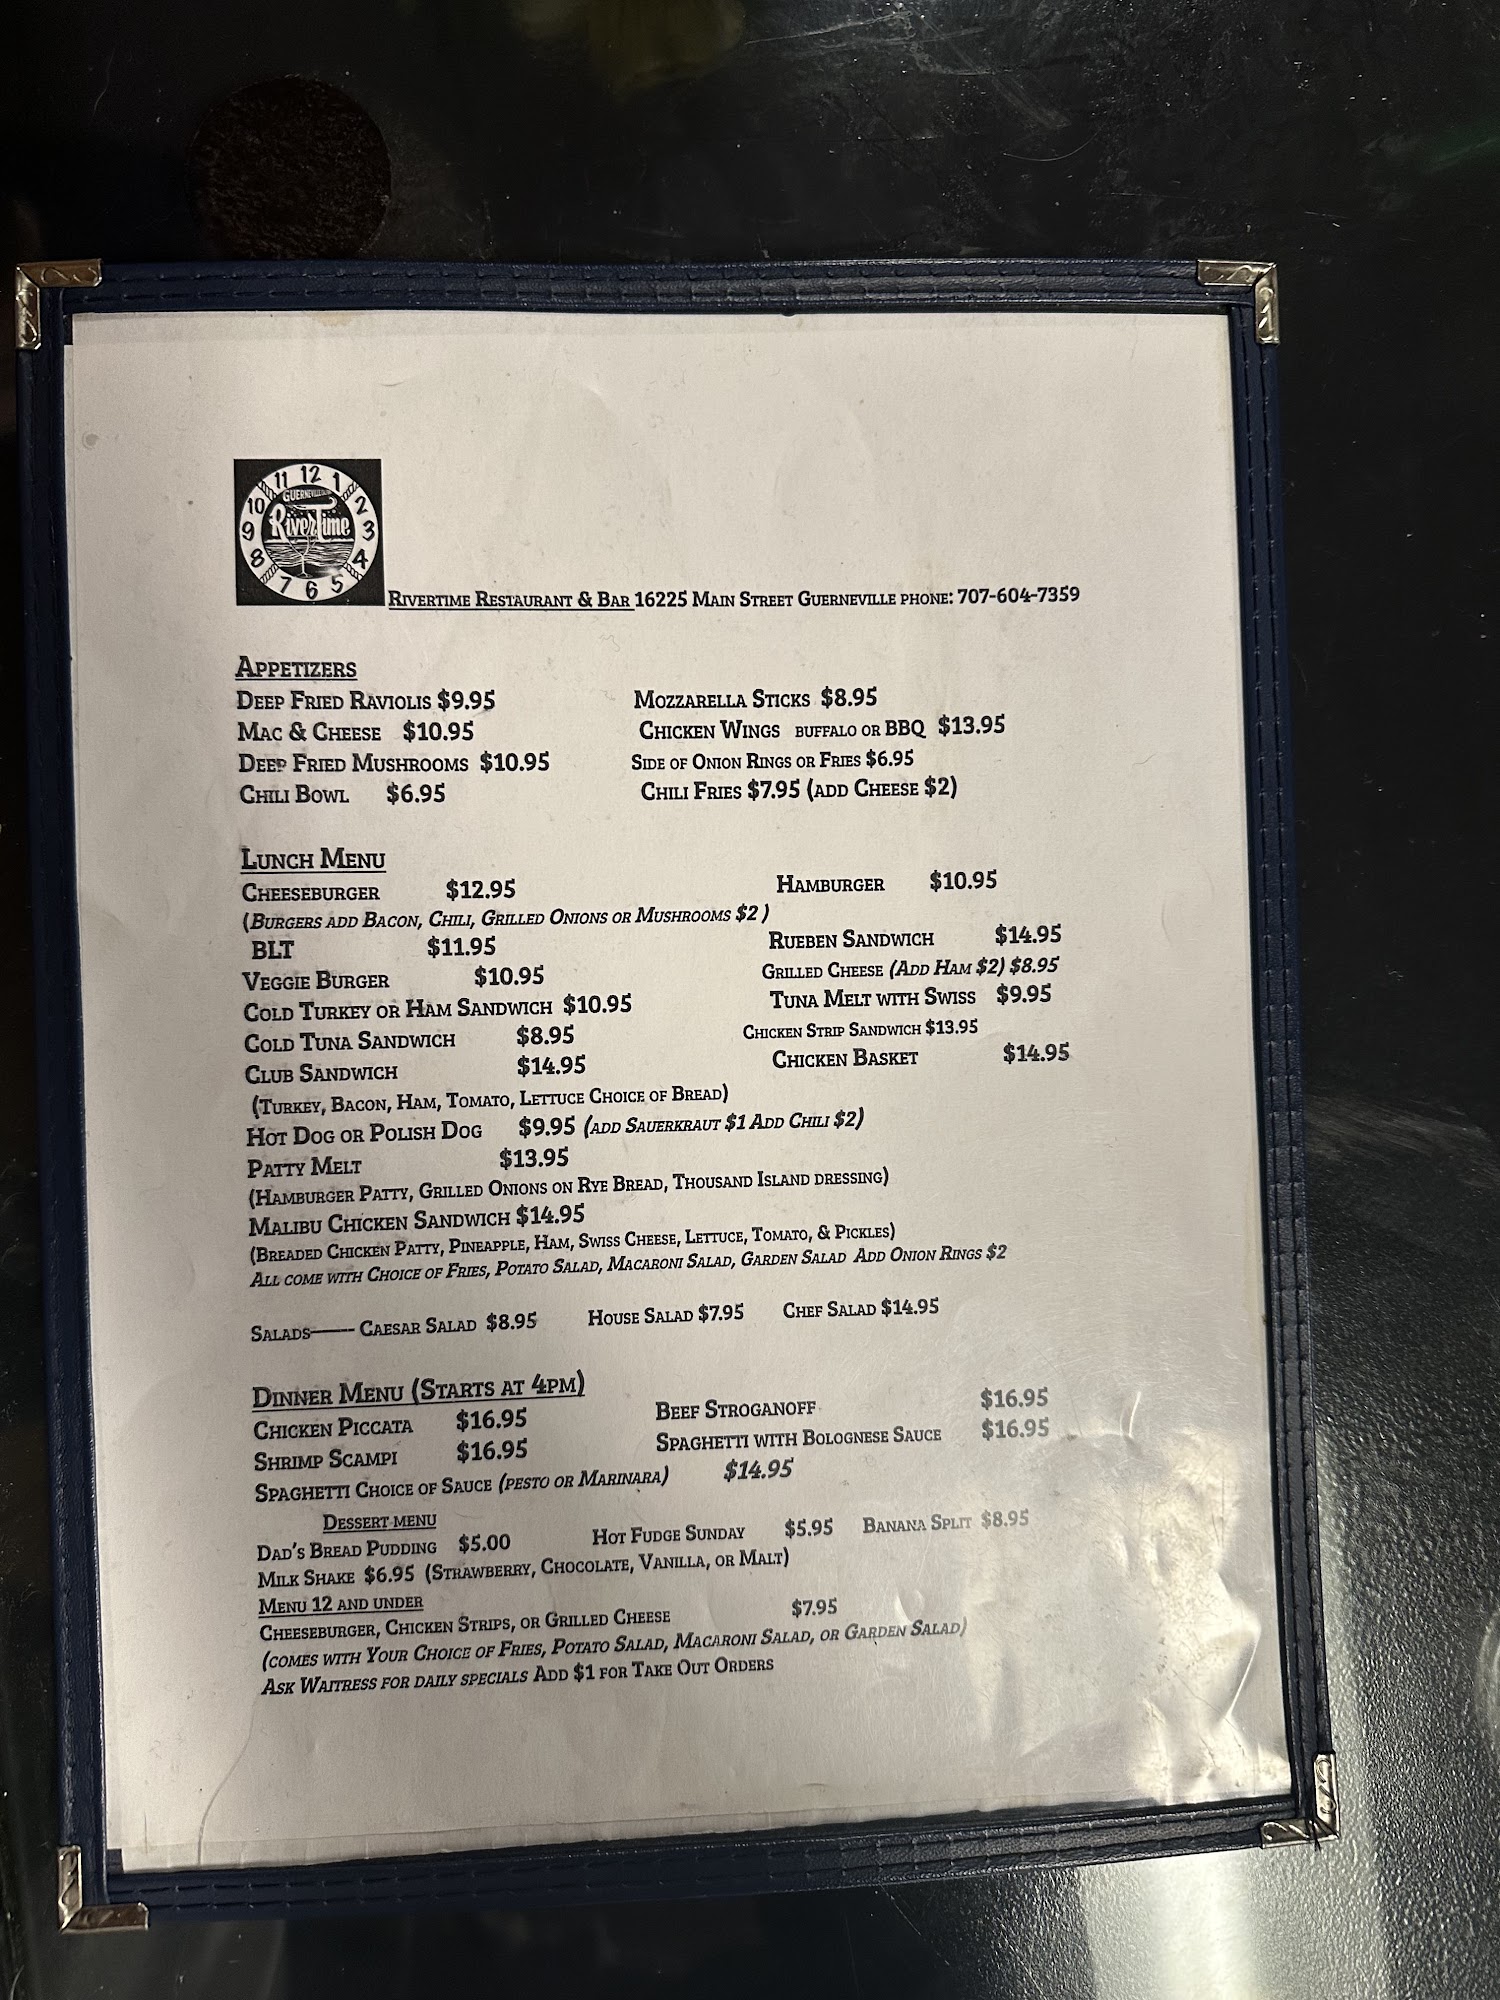 11 12 1
10 GUERNEVILLE 2
9 RiverTime 3
8 4
7 6 5
Rivertime Restaurant & Bar 16225 Main Street Guerneville phone: 707-604-7359
Appetizers
Deep Fried Raviolis $9.95 Mozzarella Sticks $8.95
Mac & Cheese $10.95 Chicken Wings buffalo or BBQ $13.95
Deep Fried Mushrooms $10.95 Side of Onion Rings or Fries $6.95
Chili Bowl $6.95 Chili Fries $7.95 (add Cheese $2)
Lunch Menu
Cheeseburger $12.95 Hamburger $10.95
(Burgers add Bacon, Chili, Grilled Onions or Mushrooms $2 )
BLT $11.95 Rueben Sandwich $14.95
Veggie Burger $10.95 Grilled Cheese (Add Ham $2) $8.95
Cold Turkey or Ham Sandwich $10.95 Tuna Melt with Swiss $9.95
Cold Tuna Sandwich $8.95 Chicken Strip Sandwich $13.95
Club Sandwich $14.95 Chicken Basket $14.95
(Turkey, Bacon, Ham, Tomato, Lettuce Choice of Bread)
Hot Dog or Polish Dog $9.95 (add Sauerkraut $1 Add Chili $2)
Patty Melt $13.95
(Hamburger Patty, Grilled Onions on Rye Bread, Thousand Island dressing)
Malibu Chicken Sandwich $14.95
(Breaded Chicken Patty, Pineapple, Ham, Swiss Cheese, Lettuce, Tomato, & Pickles)
All come with Choice of Fries, Potato Salad, Macaroni Salad, Garden Salad Add Onion Rings $2
Salads—— Caesar Salad $8.95 House Salad $7.95 Chef Salad $14.95
Dinner Menu (Starts at 4pm)
Chicken Piccata $16.95 Beef Stroganoff $16.95
Shrimp Scampi $16.95 Spaghetti with Bolognese Sauce $16.95
Spaghetti Choice of Sauce (pesto or Marinara) $14.95
Dessert menu
Dad's Bread Pudding $5.00 Hot Fudge Sunday $5.95 Banana Split $8.95
Milk Shake $6.95 (Strawberry, Chocolate, Vanilla, or Malt)
Menu 12 and under
Cheeseburger, Chicken Strips, or Grilled Cheese $7.95
(comes with Your Choice of Fries, Potato Salad, Macaroni Salad, or Garden Salad)
Ask Waitress for daily specials Add $1 for Take Out Orders